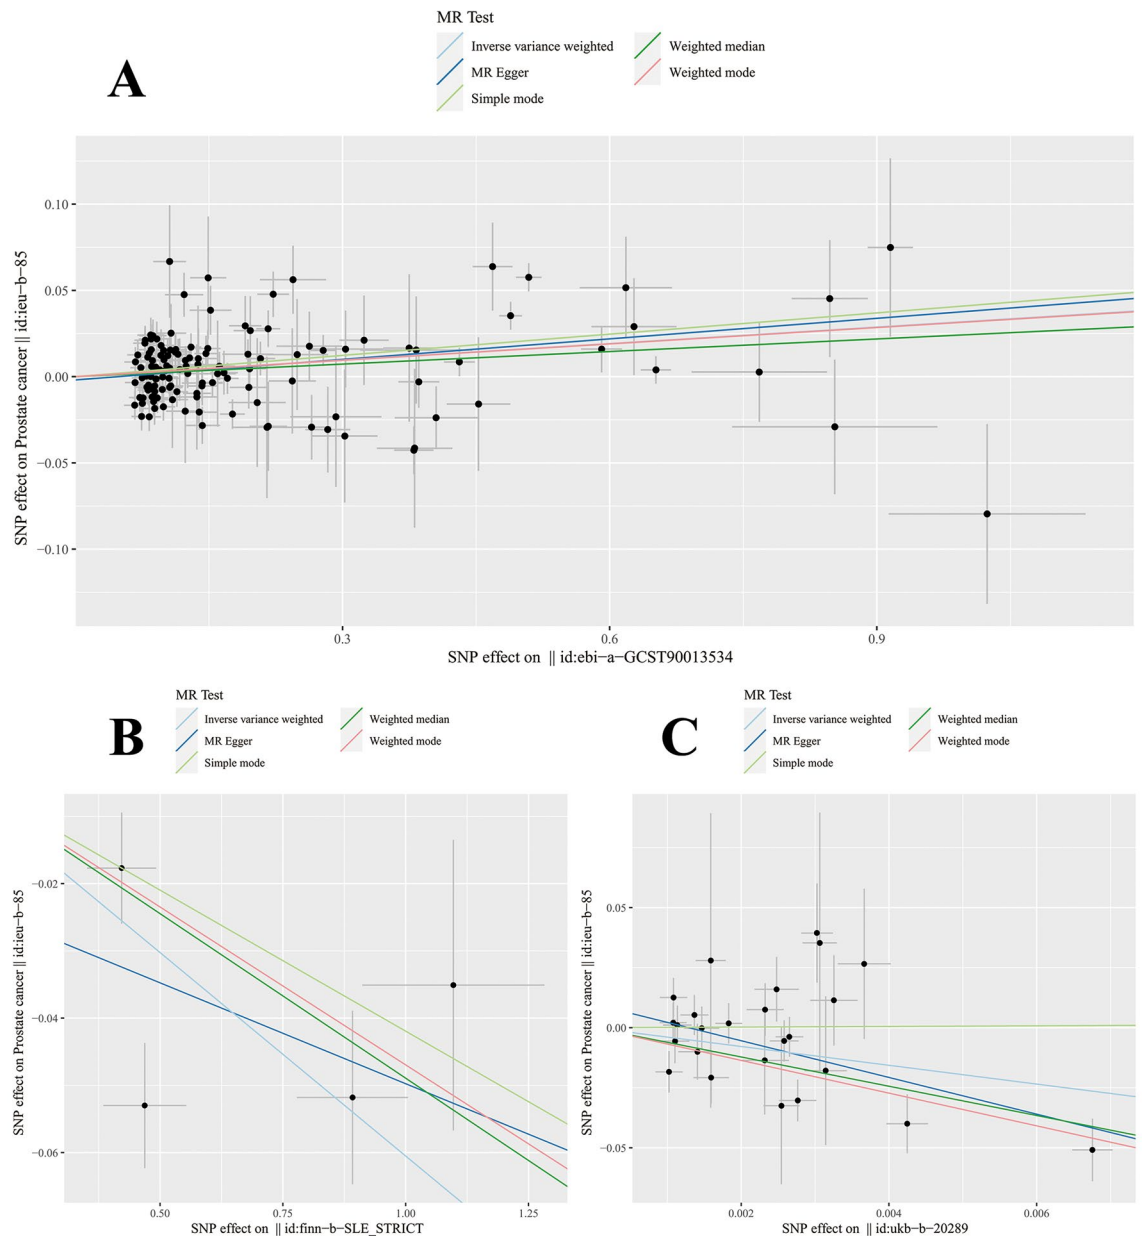 MR Test
Inverse variance weighted
Weighted median
MR Egger
Weighted mode
Simple mode
A
0.10
0.05
0.00
−0.05
−0.10
SNP effect on Prostate cancer || id:ieu−b−85
0.3
0.6
0.9
SNP effect on || id:ebi−a−GCST90013534
MR Test
Inverse variance weighted
Weighted median
MR Egger
Weighted mode
Simple mode
B
−0.02
−0.04
−0.06
SNP effect on Prostate cancer || id:ieu−b−85
0.50
0.75
1.00
1.25
SNP effect on || id:finn−b−SLE_STRICT
MR Test
Inverse variance weighted
Weighted median
MR Egger
Weighted mode
Simple mode
C
0.05
0.00
−0.05
SNP effect on Prostate cancer || id:ieu−b−85
0.002
0.004
0.006
SNP effect on || id:ukb−b−20289